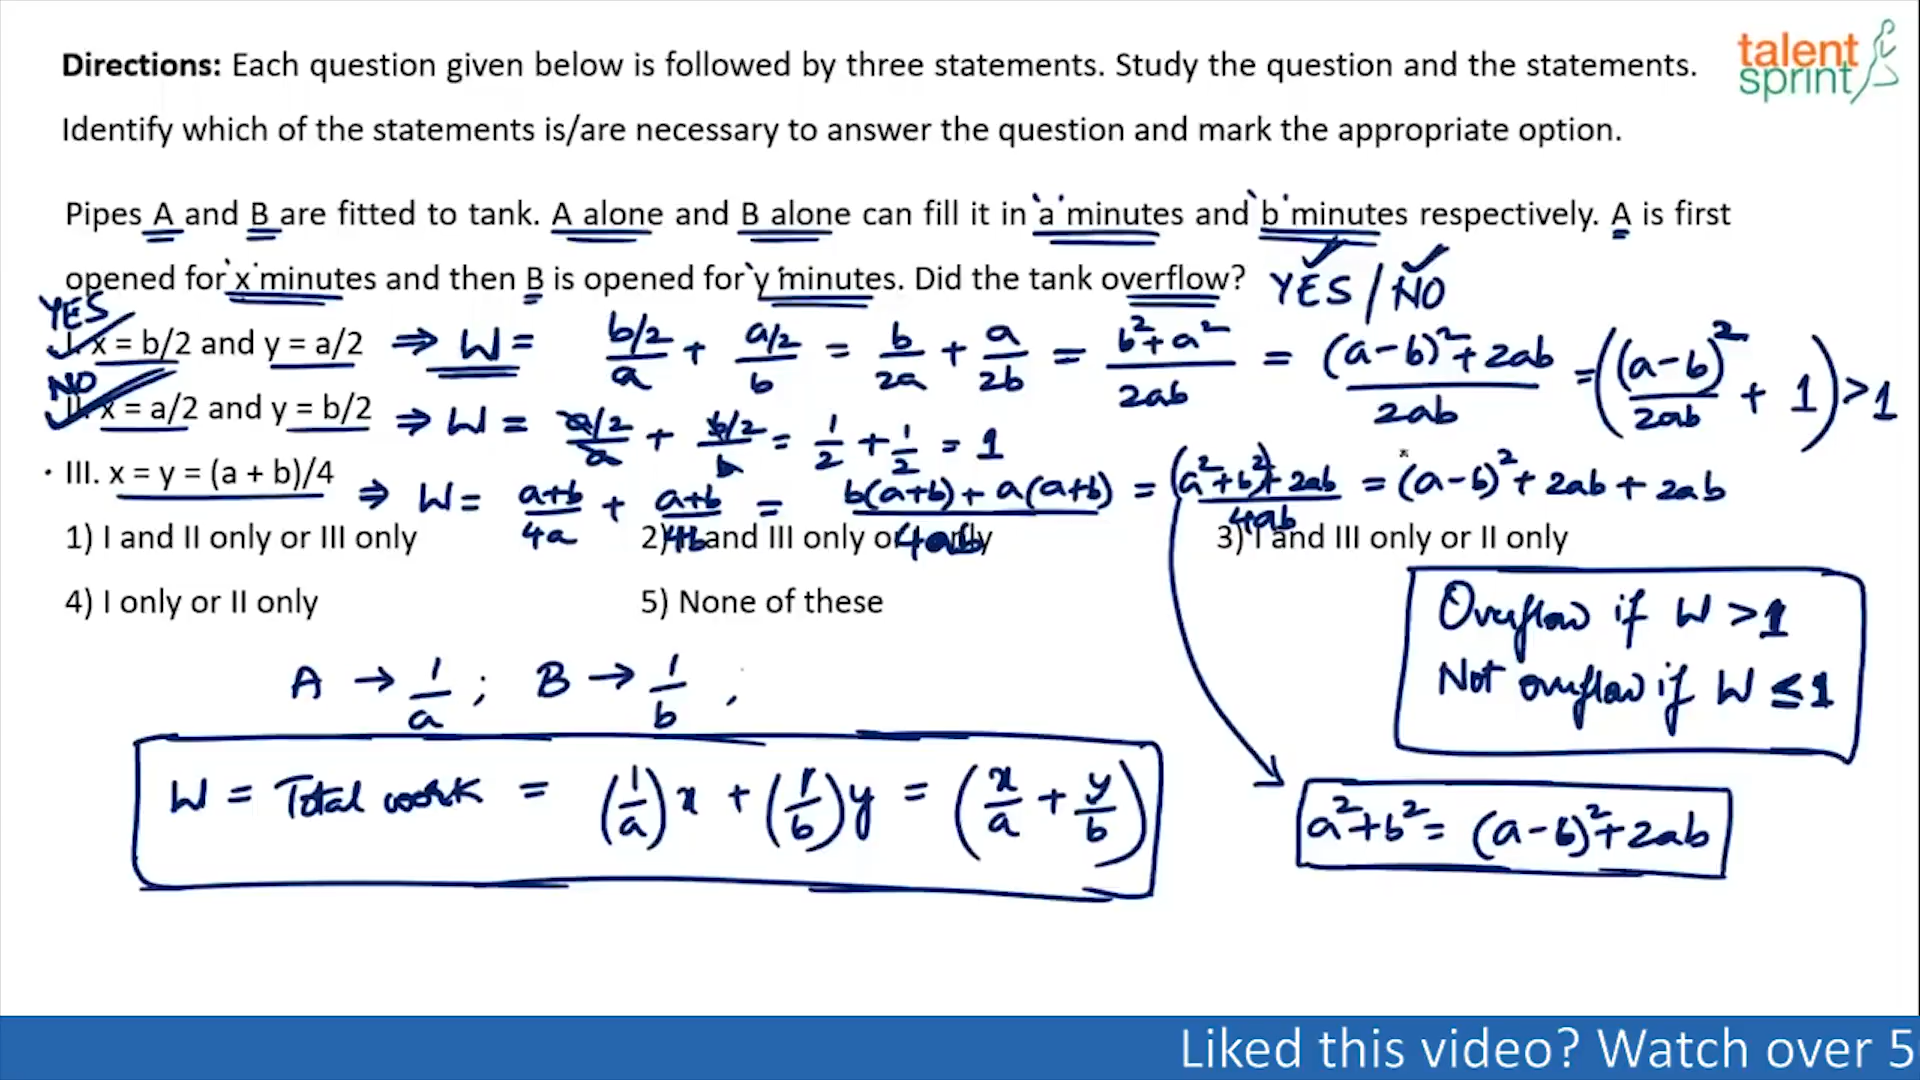 talent
sprint
Directions: Each question given below is followed by three statements. Study the question and the statements.
Identify which of the statements is/are necessary to answer the question and mark the appropriate option.
Pipes A and B are fitted to tank. A alone and B alone can fill it in 'a' minutes and 'b' minutes respectively. A is first
opened for 'x' minutes and then B is opened for 'y' minutes. Did the tank overflow? YES / NO
YES
I. x = b/2 and y = a/2 ⇒ W = (b/2)/a + (a/2)/b = b/2a + a/2b = (b²+a²)/2ab = ((a-b)²+2ab)/2ab = ((a-b)²/2ab + 1) > 1
NO
II. x = a/2 and y = b/2 ⇒ W = (a/2)/a + (b/2)/b = 1/2 + 1/2 = 1
III. x = y = (a + b)/4 ⇒ W = (a+b)/4a + (a+b)/4b = (b(a+b) + a(a+b))/4ab = ((a²+b²)+2ab)/4ab = (a-b)² + 2ab + 2ab
1) I and II only or III only 2) and III only or only 3) I and III only or II only
4) I only or II only 5) None of these
Overflow if W > 1
Not overflow if W ≤ 1
A → 1/a ; B → 1/b ,
W = Total work = (1/a) x + (1/b) y = (x/a + y/b)
a²+b² = (a-b)²+2ab
Liked this video? Watch over 5